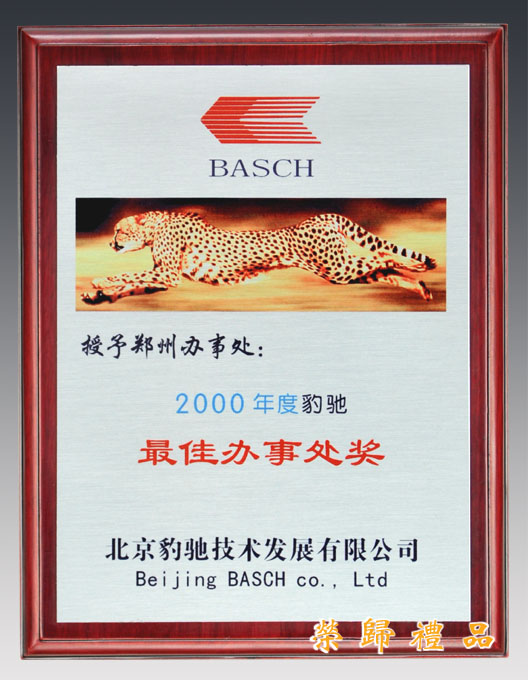 BASCH
授予郑州办事处：
2000年度豹驰
最佳办事处奖
北京豹驰技术发展有限公司
Beijing BASCH co., Ltd
榮歸禮品